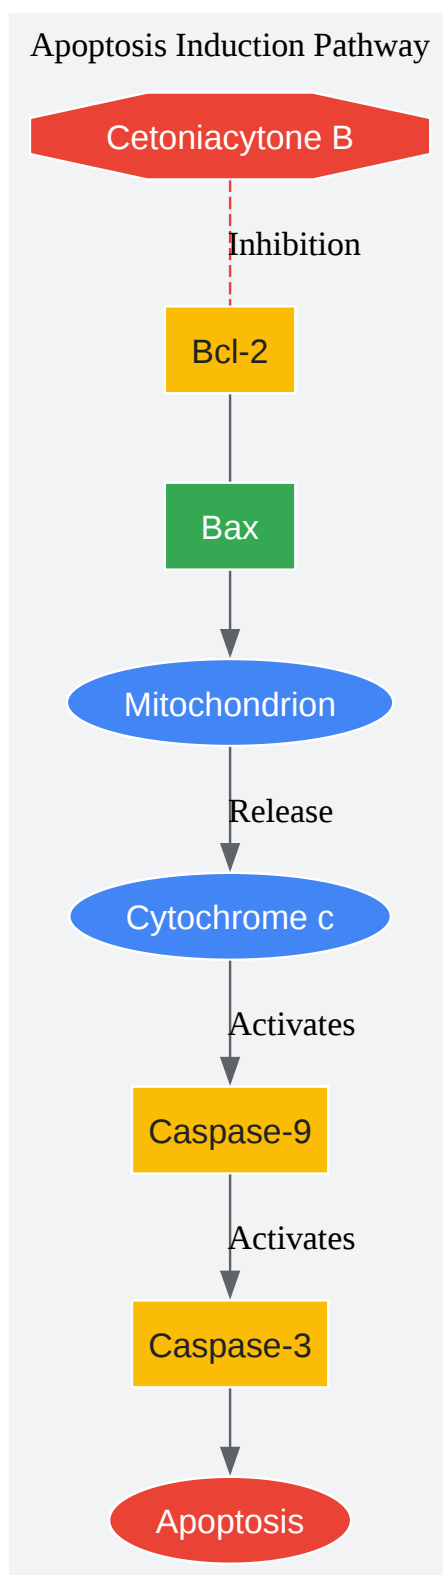 Apoptosis Induction Pathway
Cetoniacytone B
Inhibition
Bcl-2
Bax
Mitochondrion
Release
Cytochrome c
Activates
Caspase-9
Activates
Caspase-3
Apoptosis